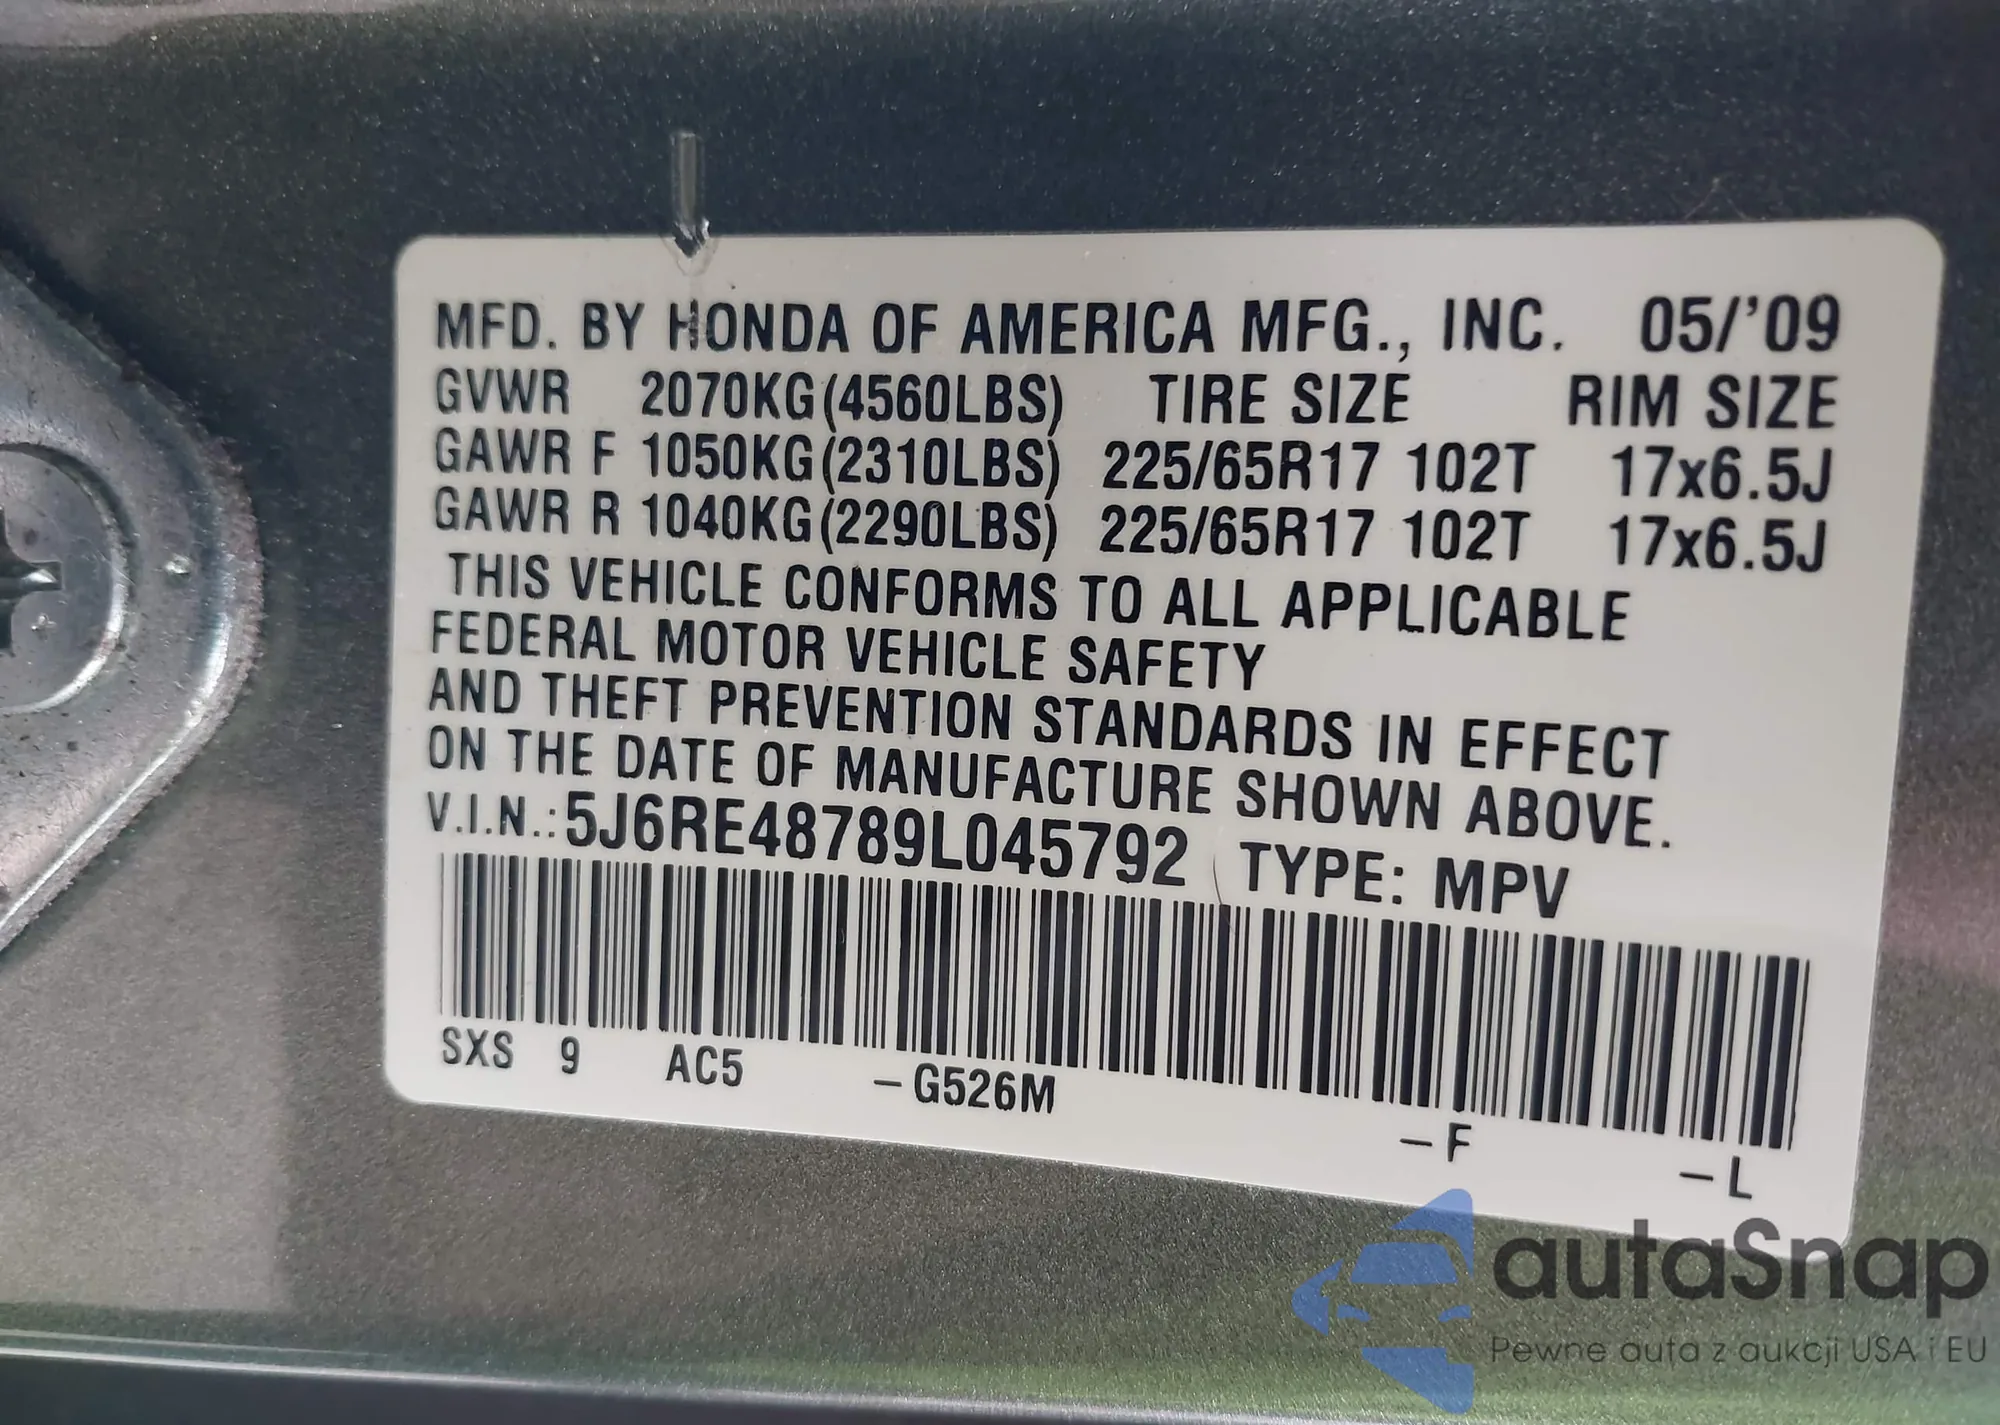 MFD. BY HONDA OF AMERICA MFG., INC. 05/'09
GVWR 2070KG(4560LBS) TIRE SIZE RIM SIZE
GAWR F 1050KG(2310LBS) 225/65R17 102T 17x6.5J
GAWR R 1040KG(2290LBS) 225/65R17 102T 17x6.5J
THIS VEHICLE CONFORMS TO ALL APPLICABLE
FEDERAL MOTOR VEHICLE SAFETY
AND THEFT PREVENTION STANDARDS IN EFFECT
ON THE DATE OF MANUFACTURE SHOWN ABOVE.
V.I.N.: 5J6RE48789L045792 TYPE: MPV
SXS 9 AC5 –G526M –F –L
autaSnap
Pewne auta z aukcji USA i EU